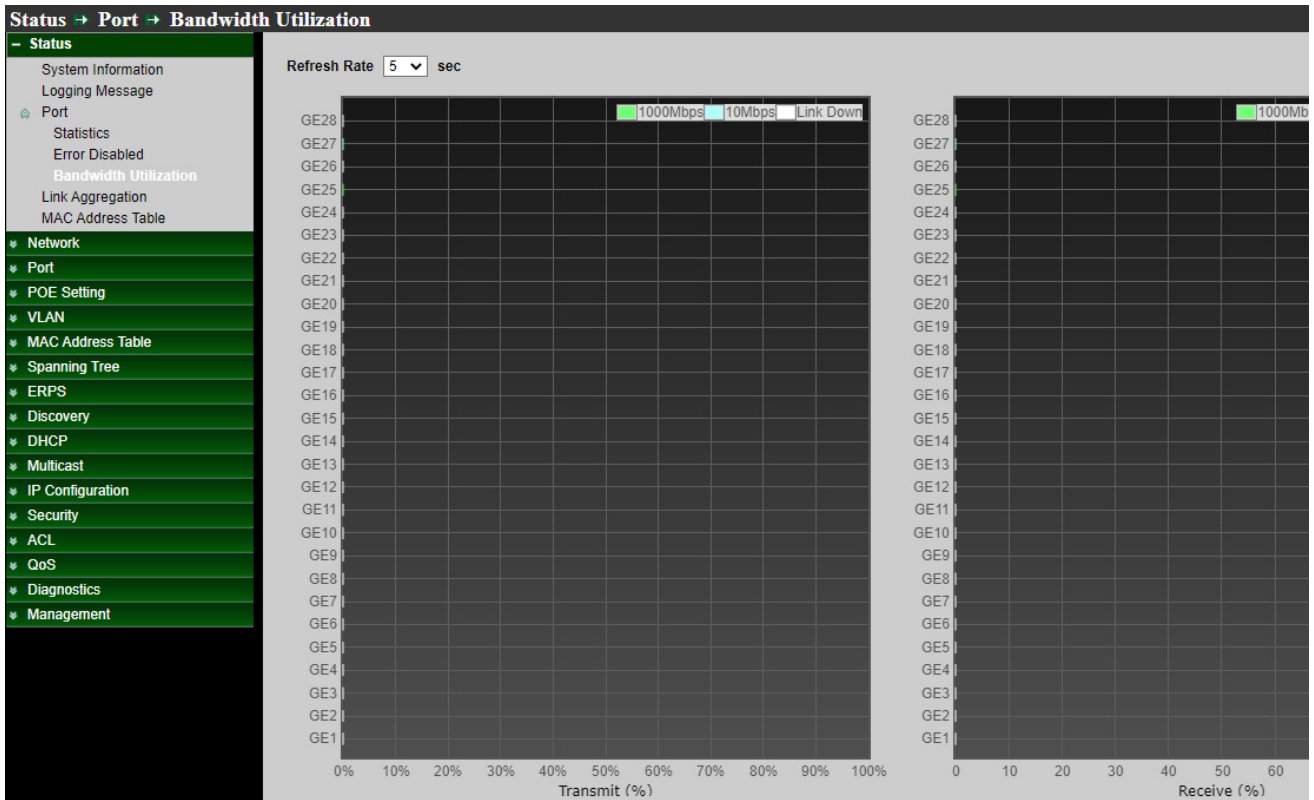 Status Port Bandwidth Utilization
Status
System Information
Logging Message
Port
Statistics
Error Disabled
Bandwidth Utilization
Link Aggregation
MAC Address Table
Network
Port
POE Setting
VLAN
MAC Address Table
Spanning Tree
ERPS
Discovery
DHCP
Multicast
IP Configuration
Security
ACL
QoS
Diagnostics
Management
Refresh Rate 5 sec
1000Mbps 10Mbps Link Down
GE28
GE27
GE26
GE25
GE24
GE23
GE22
GE21
GE20
GE19
GE18
GE17
GE16
GE15
GE14
GE13
GE12
GE11
GE10
GE9
GE8
GE7
GE6
GE5
GE4
GE3
GE2
GE1
0% 10% 20% 30% 40% 50% 60% 70% 80% 90% 100%
Transmit (%)
1000Mb
GE28
GE27
GE26
GE25
GE24
GE23
GE22
GE21
GE20
GE19
GE18
GE17
GE16
GE15
GE14
GE13
GE12
GE11
GE10
GE9
GE8
GE7
GE6
GE5
GE4
GE3
GE2
GE1
0 10 20 30 40 50 60
Receive (%)